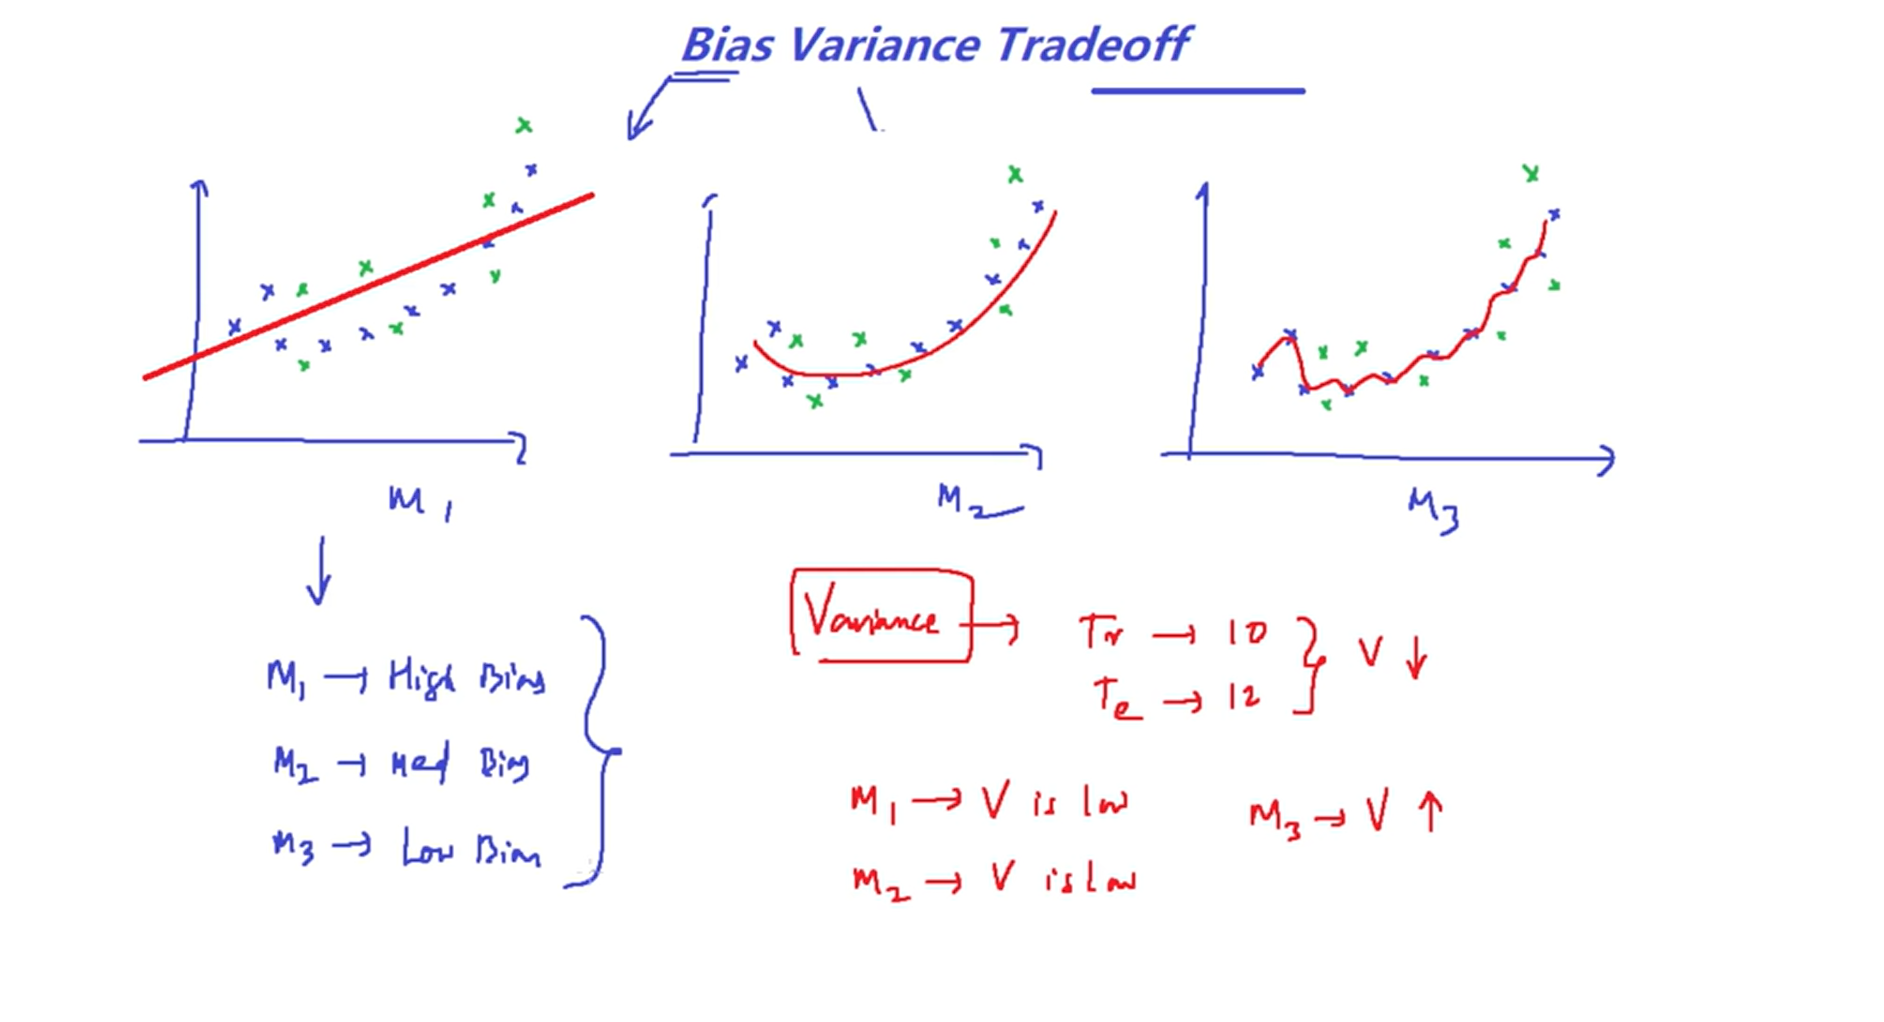 Bias Variance Tradeoff
M1
M2
M3
M1 → High Bias
M2 → Med Bias
M3 → Low Bias
Variance → Tr → 10 } V ↓
Te → 12
M1 → V is low
M3 → V ↑
M2 → V is low